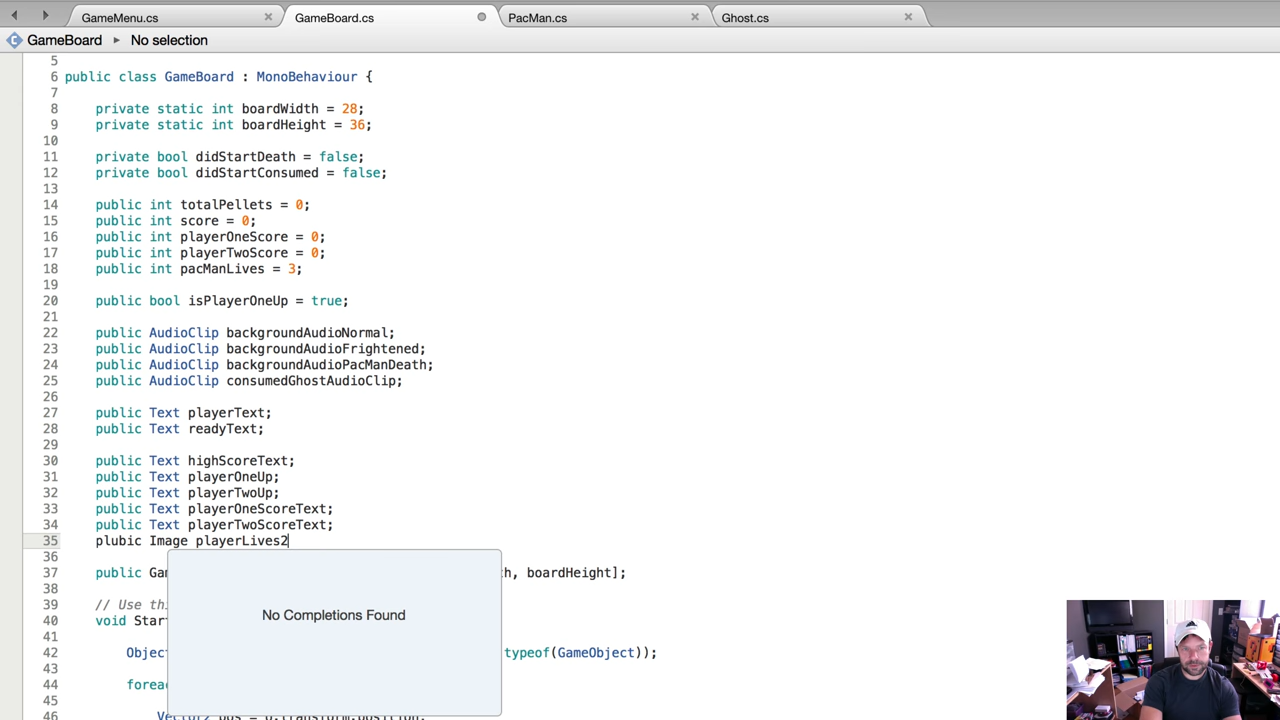 GameMenu.cs
GameBoard.cs
PacMan.cs
Ghost.cs
GameBoard
No selection
5
6 public class GameBoard : MonoBehaviour {
7
8 private static int boardWidth = 28;
9 private static int boardHeight = 36;
10
11 private bool didStartDeath = false;
12 private bool didStartConsumed = false;
13
14 public int totalPellets = 0;
15 public int score = 0;
16 public int playerOneScore = 0;
17 public int playerTwoScore = 0;
18 public int pacManLives = 3;
19
20 public bool isPlayerOneUp = true;
21
22 public AudioClip backgroundAudioNormal;
23 public AudioClip backgroundAudioFrightened;
24 public AudioClip backgroundAudioPacManDeath;
25 public AudioClip consumedGhostAudioClip;
26
27 public Text playerText;
28 public Text readyText;
29
30 public Text highScoreText;
31 public Text playerOneUp;
32 public Text playerTwoUp;
33 public Text playerOneScoreText;
34 public Text playerTwoScoreText;
35 plubic Image playerLives2
36
37 public Ga h, boardHeight];
38
39 // Use th
40 void Star
41
42 Object typeof(GameObject));
43
44 forea
45
46 Vector2 pos = o.transform.position;
No Completions Found